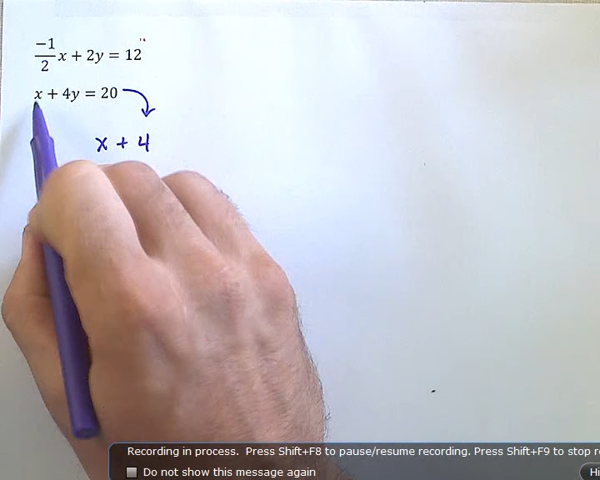 -1/2 x + 2y = 12
x + 4y = 20
x + 4
Recording in process. Press Shift+F8 to pause/resume recording. Press Shift+F9 to stop
Do not show this message again